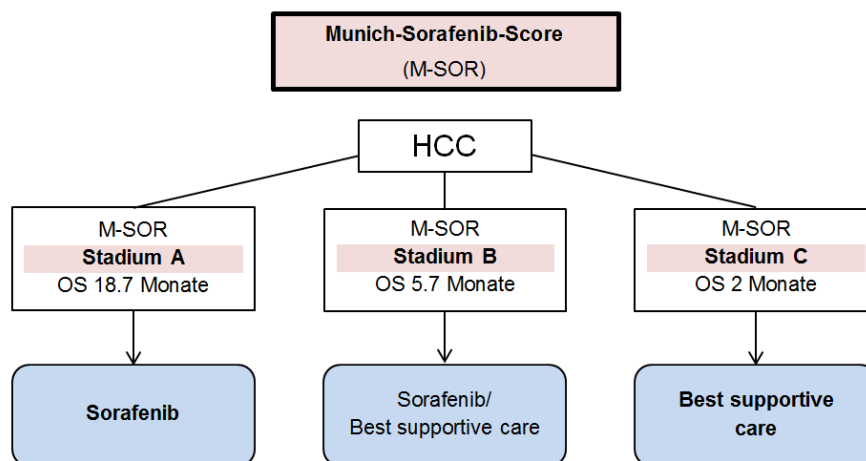 Munich-Sorafenib-Score
(M-SOR)
HCC
M-SOR
Stadium A
OS 18.7 Monate
M-SOR
Stadium B
OS 5.7 Monate
M-SOR
Stadium C
OS 2 Monate
Sorafenib
Sorafenib/
Best supportive care
Best supportive
care